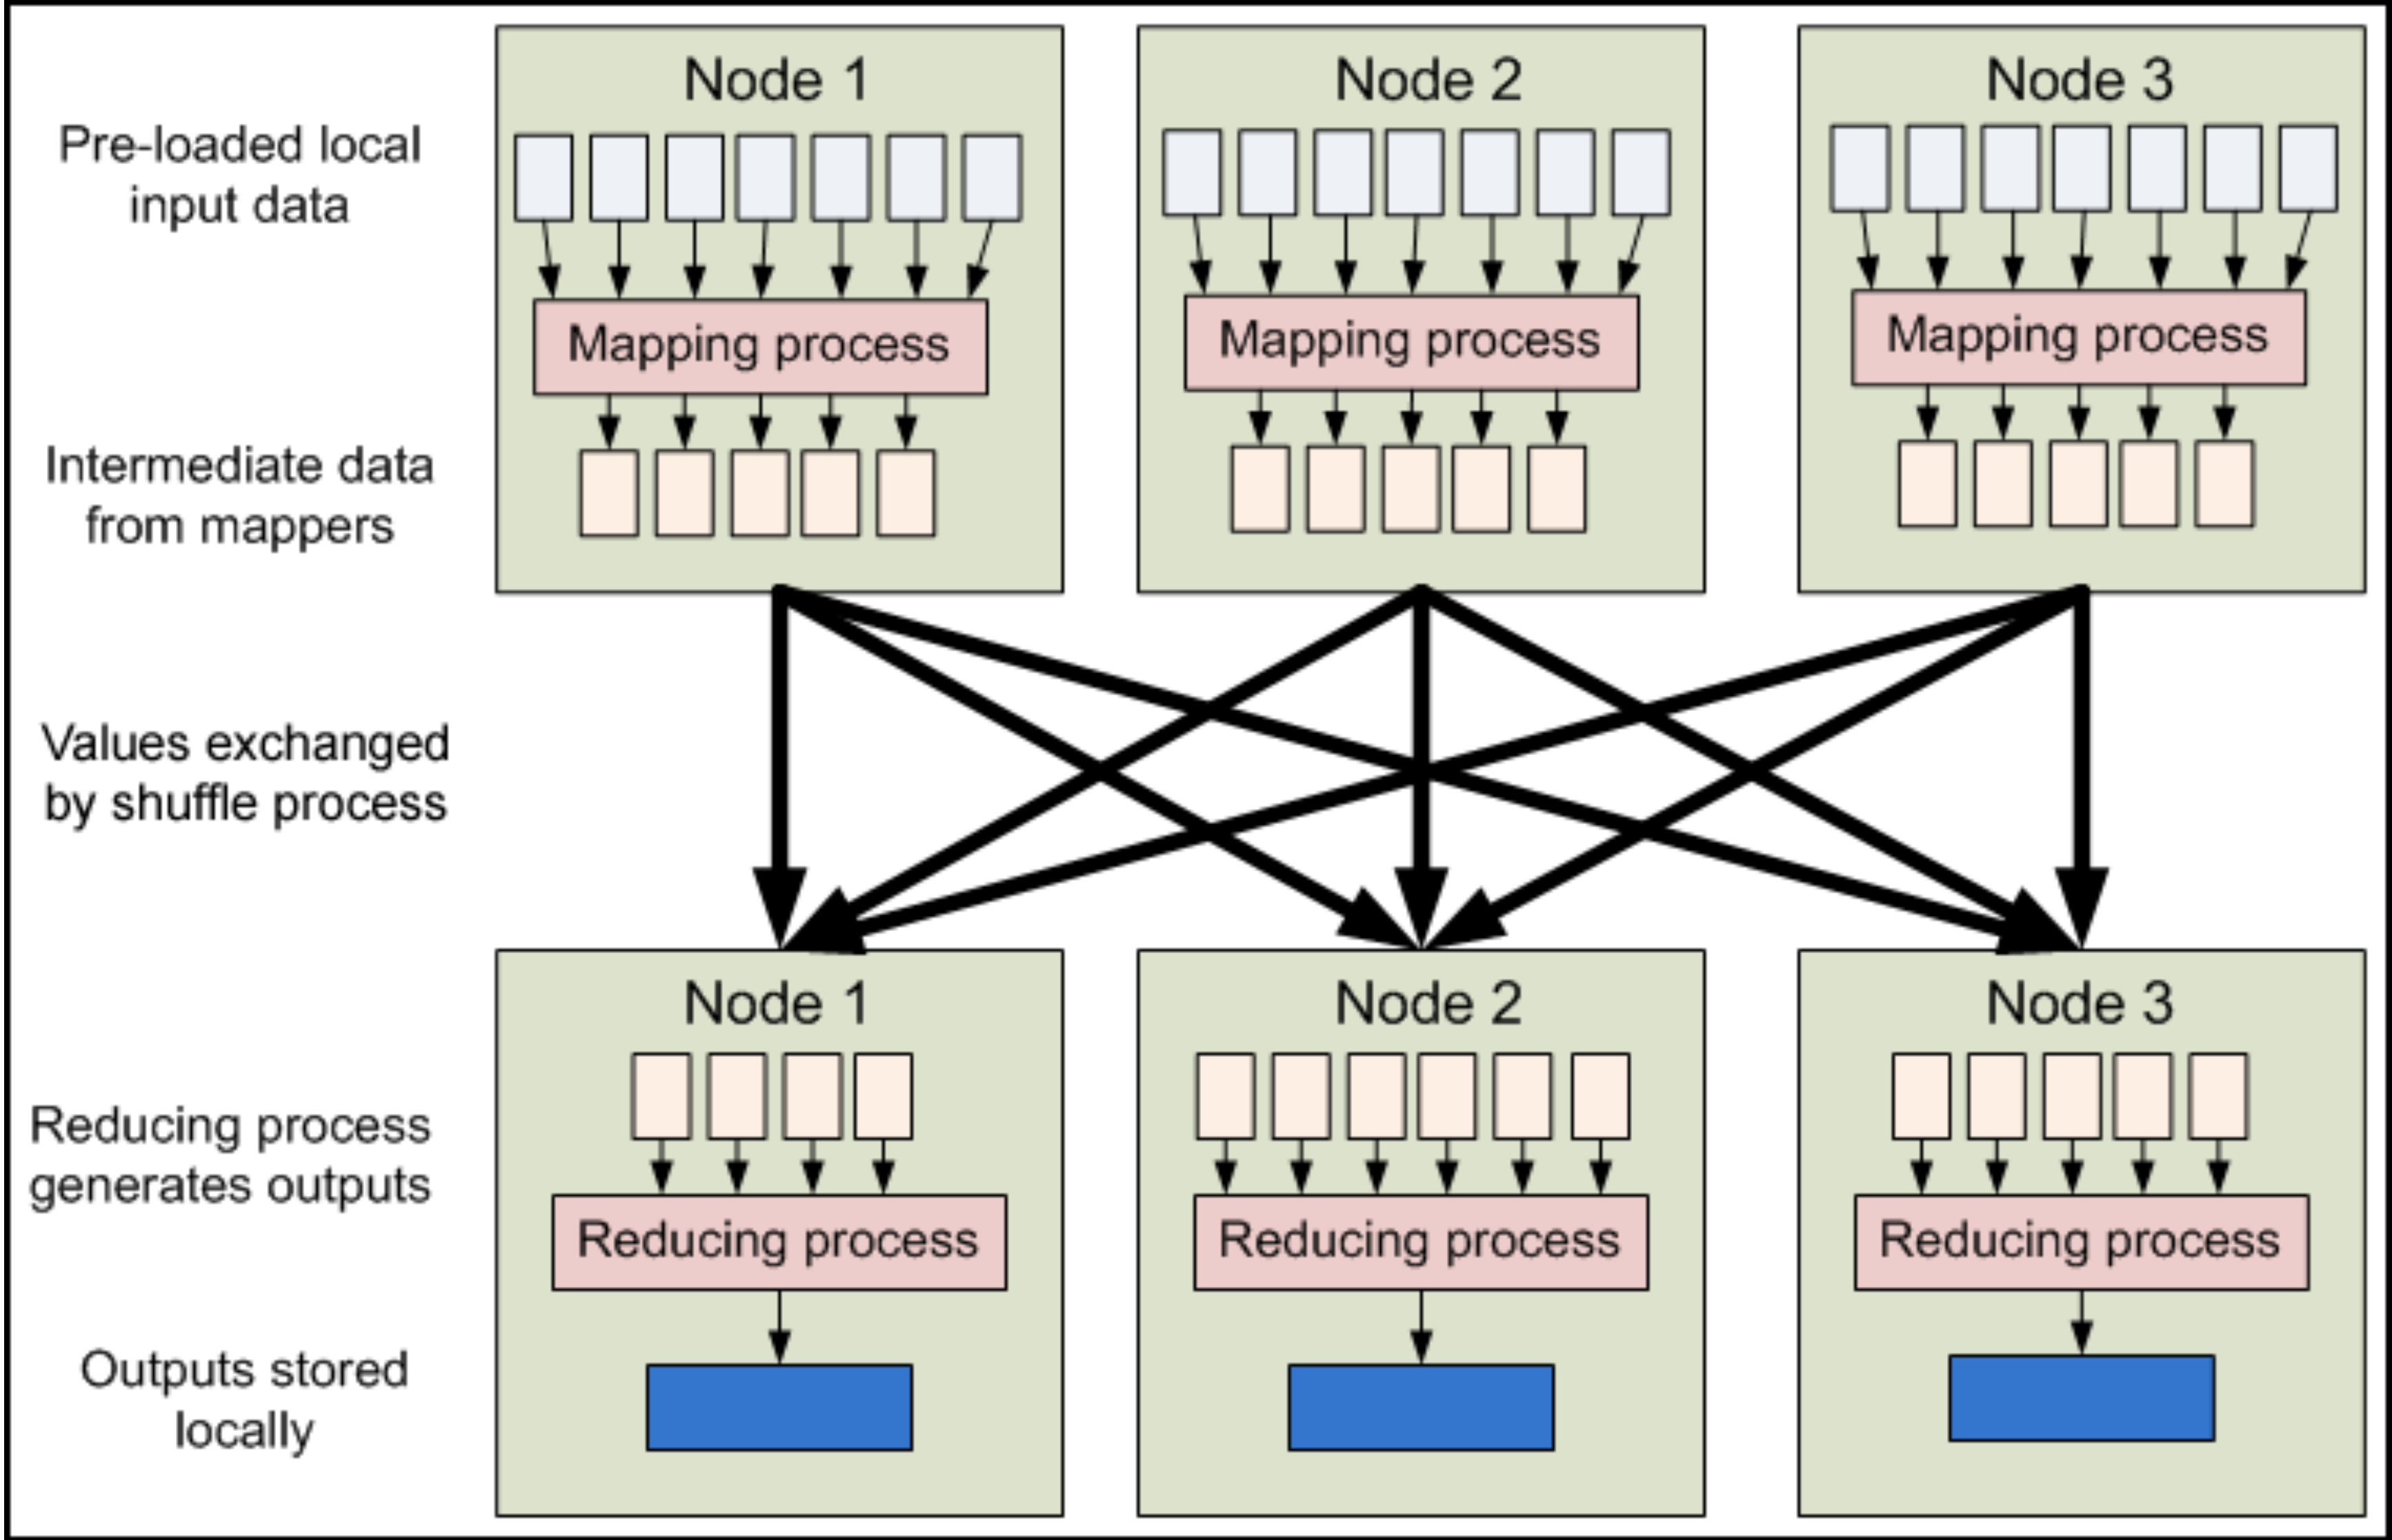 Node 1
Node 2
Node 3
Pre-loaded local
input data
Mapping process
Mapping process
Mapping process
Intermediate data
from mappers
Values exchanged
by shuffle process
Node 1
Node 2
Node 3
Reducing process
generates outputs
Reducing process
Reducing process
Reducing process
Outputs stored
locally